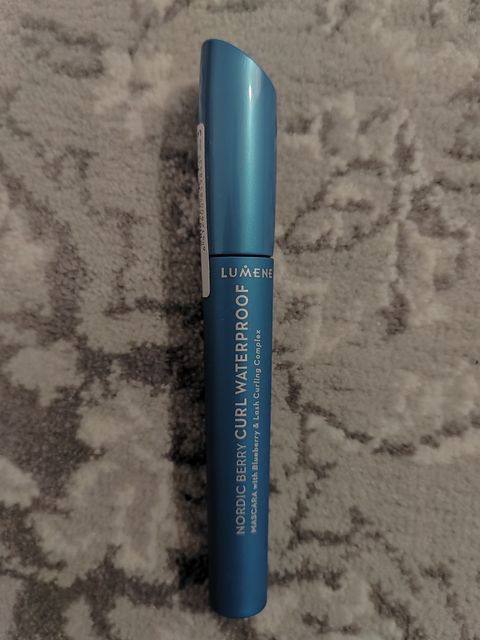 LUMENE
NORDIC BERRY CURL WATERPROOF
MASCARA with Blueberry & Lash Curling Complex